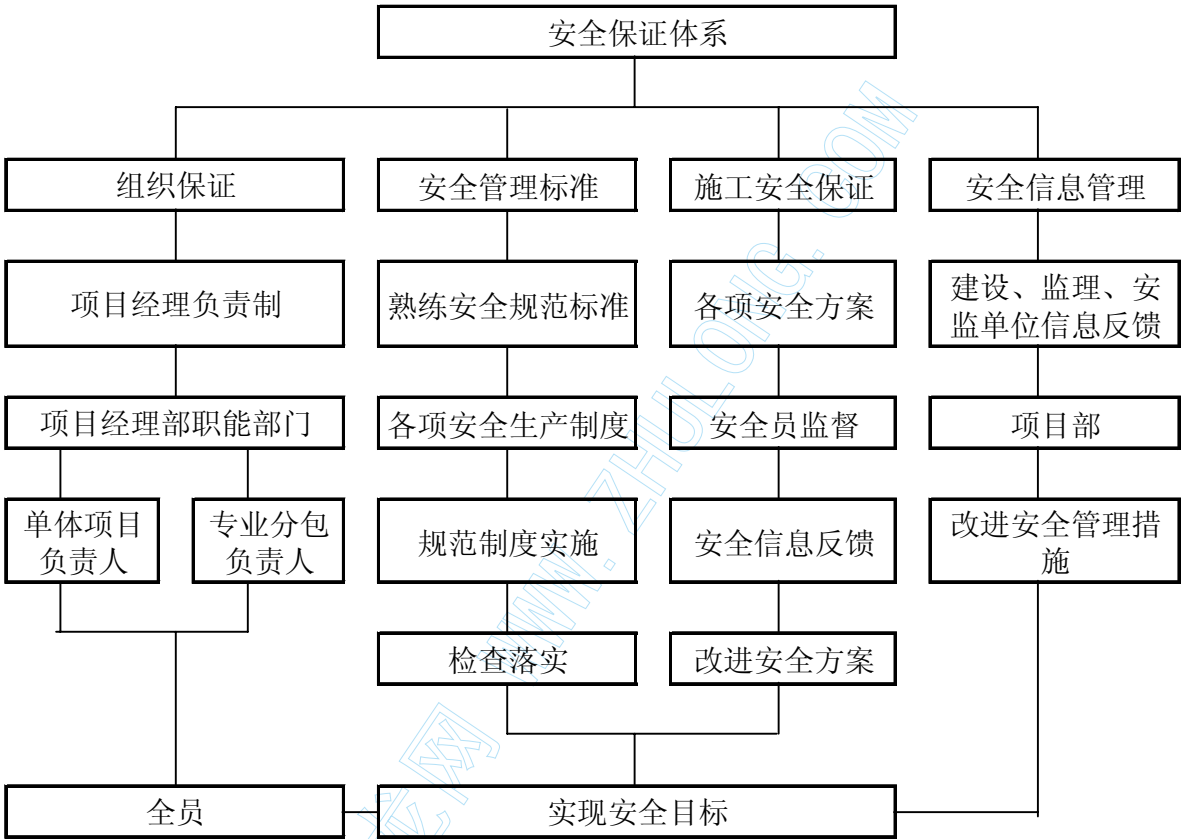 安全保证体系
组织保证
安全管理标准
施工安全保证
安全信息管理
项目经理负责制
熟练安全规范标准
各项安全方案
建设、监理、安
监单位信息反馈
项目经理部职能部门
各项安全生产制度
安全员监督
项目部
单体项目
负责人
专业分包
负责人
规范制度实施
安全信息反馈
改进安全管理措
施
检查落实
改进安全方案
全员
实现安全目标
龙网 WWW.ZHULONG.COM